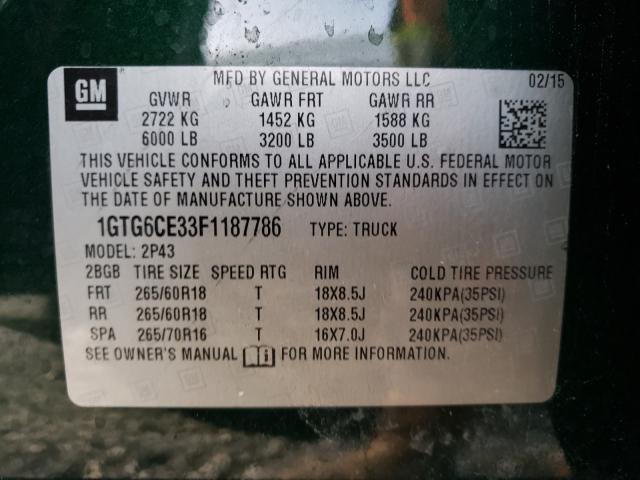 GM
MFD BY GENERAL MOTORS LLC 02/15
GVWR GAWR FRT GAWR RR
2722 KG 1452 KG 1588 KG
6000 LB 3200 LB 3500 LB
THIS VEHICLE CONFORMS TO ALL APPLICABLE U.S. FEDERAL MOTOR
VEHICLE SAFETY AND THEFT PREVENTION STANDARDS IN EFFECT ON
THE DATE OF MANUFACTURE SHOWN ABOVE.
1GTG6CE33F1187786 TYPE: TRUCK
MODEL: 2P43
2BGB TIRE SIZE SPEED RTG RIM COLD TIRE PRESSURE
FRT 265/60R18 T 18X8.5J 240KPA(35PSI)
RR 265/60R18 T 18X8.5J 240KPA(35PSI)
SPA 265/70R16 T 16X7.0J 240KPA(35PSI)
SEE OWNER'S MANUAL FOR MORE INFORMATION.